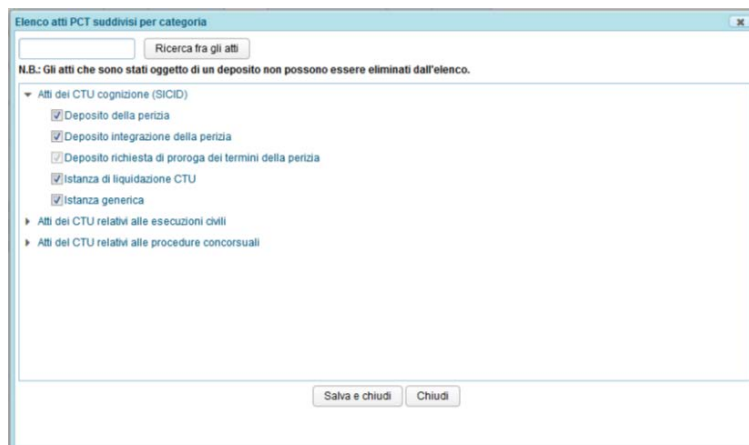 Elenco atti PCT suddivisi per categoria
Ricerca fra gli atti
N.B.: Gli atti che sono stati oggetto di un deposito non possono essere eliminati dall'elenco.
Atti dei CTU cognizione (SICID)
Deposito della perizia
Deposito integrazione della perizia
Deposito richiesta di proroga dei termini della perizia
Istanza di liquidazione CTU
Istanza generica
Atti dei CTU relativi alle esecuzioni civili
Atti del CTU relativi alle procedure concorsuali
Salva e chiudi Chiudi